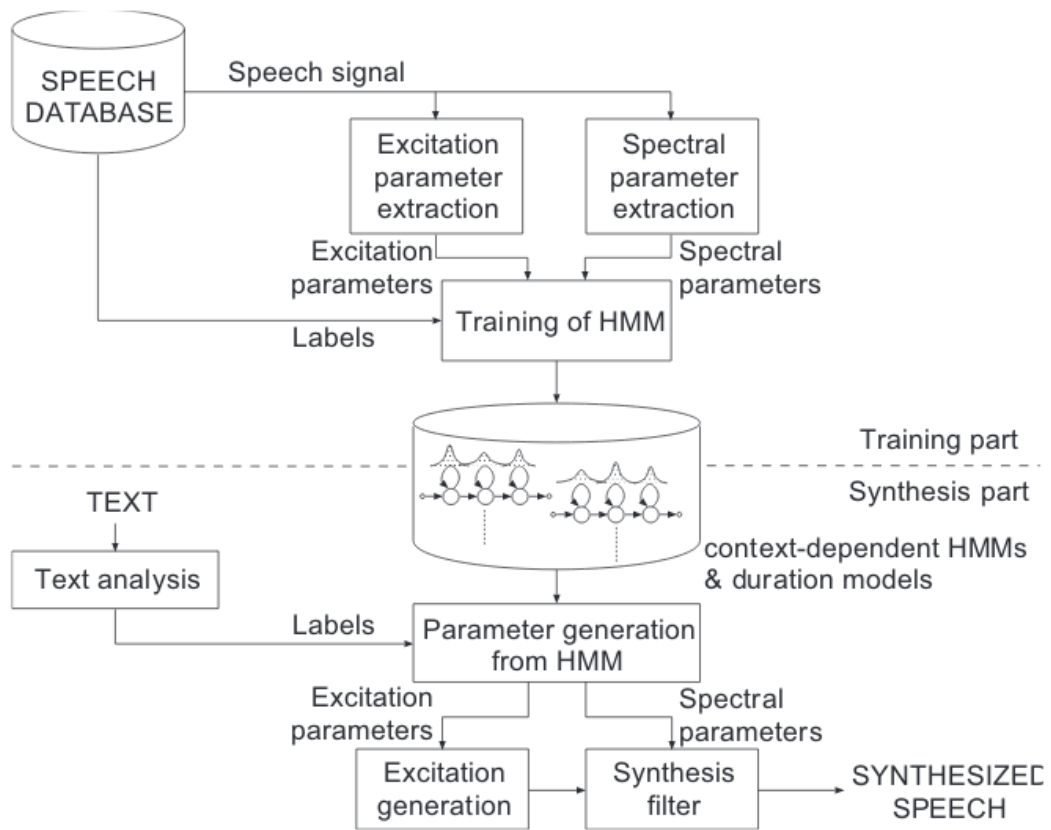 SPEECH
DATABASE
Speech signal
Excitation
parameter
extraction
Spectral
parameter
extraction
Excitation
parameters
Spectral
parameters
Training of HMM
Labels
Training part
Synthesis part
TEXT
context-dependent HMMs
& duration models
Text analysis
Labels
Parameter generation
from HMM
Excitation
parameters
Spectral
parameters
Excitation
generation
Synthesis
filter
SYNTHESIZED
SPEECH